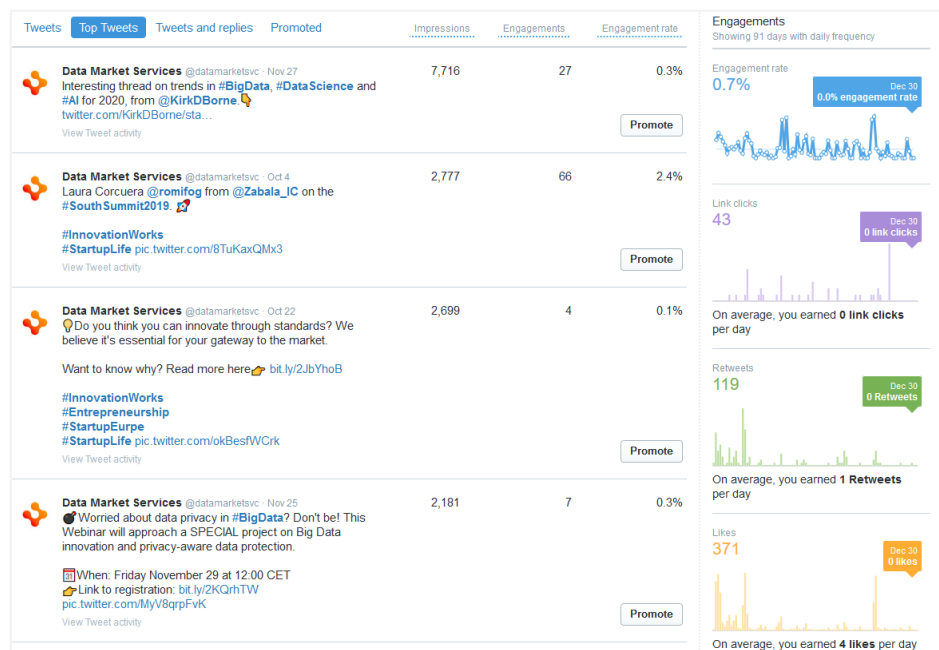 Tweets Top Tweets Tweets and replies Promoted Impressions Engagements Engagement rate
Data Market Services @datamarketsvc · Nov 27 7,716 27 0.3%
Interesting thread on trends in #BigData, #DataScience and
#AI for 2020, from @KirkDBorne.👇
twitter.com/KirkDBorne/sta…
Promote
View Tweet activity
Data Market Services @datamarketsvc · Oct 4 2,777 66 2.4%
Laura Corcuera @romifog from @Zabala_IC on the
#SouthSummit2019. 🚀
#InnovationWorks
#StartupLife pic.twitter.com/8TuKaxQMx3
Promote
View Tweet activity
Data Market Services @datamarketsvc · Oct 22 2,699 4 0.1%
💡Do you think you can innovate through standards? We
believe it's essential for your gateway to the market.
Want to know why? Read more here👉 bit.ly/2JbYhoB
#InnovationWorks
#Entrepreneurship
#StartupEurpe
#StartupLife pic.twitter.com/okBesfWCrk
Promote
View Tweet activity
Data Market Services @datamarketsvc · Nov 25 2,181 7 0.3%
💣Worried about data privacy in #BigData? Don't be! This
Webinar will approach a SPECIAL project on Big Data
innovation and privacy-aware data protection.
📅When: Friday November 29 at 12:00 CET
👉Link to registration: bit.ly/2KQrhTW
pic.twitter.com/MyV8qrpFvK
Promote
View Tweet activity
Engagements
Showing 91 days with daily frequency
Engagement rate
0.7%
Dec 30
0.0% engagement rate
Link clicks
43
Dec 30
0 link clicks
On average, you earned 0 link clicks
per day
Retweets
119
Dec 30
0 Retweets
On average, you earned 1 Retweets
per day
Likes
371
Dec 30
0 likes
On average, you earned 4 likes per day